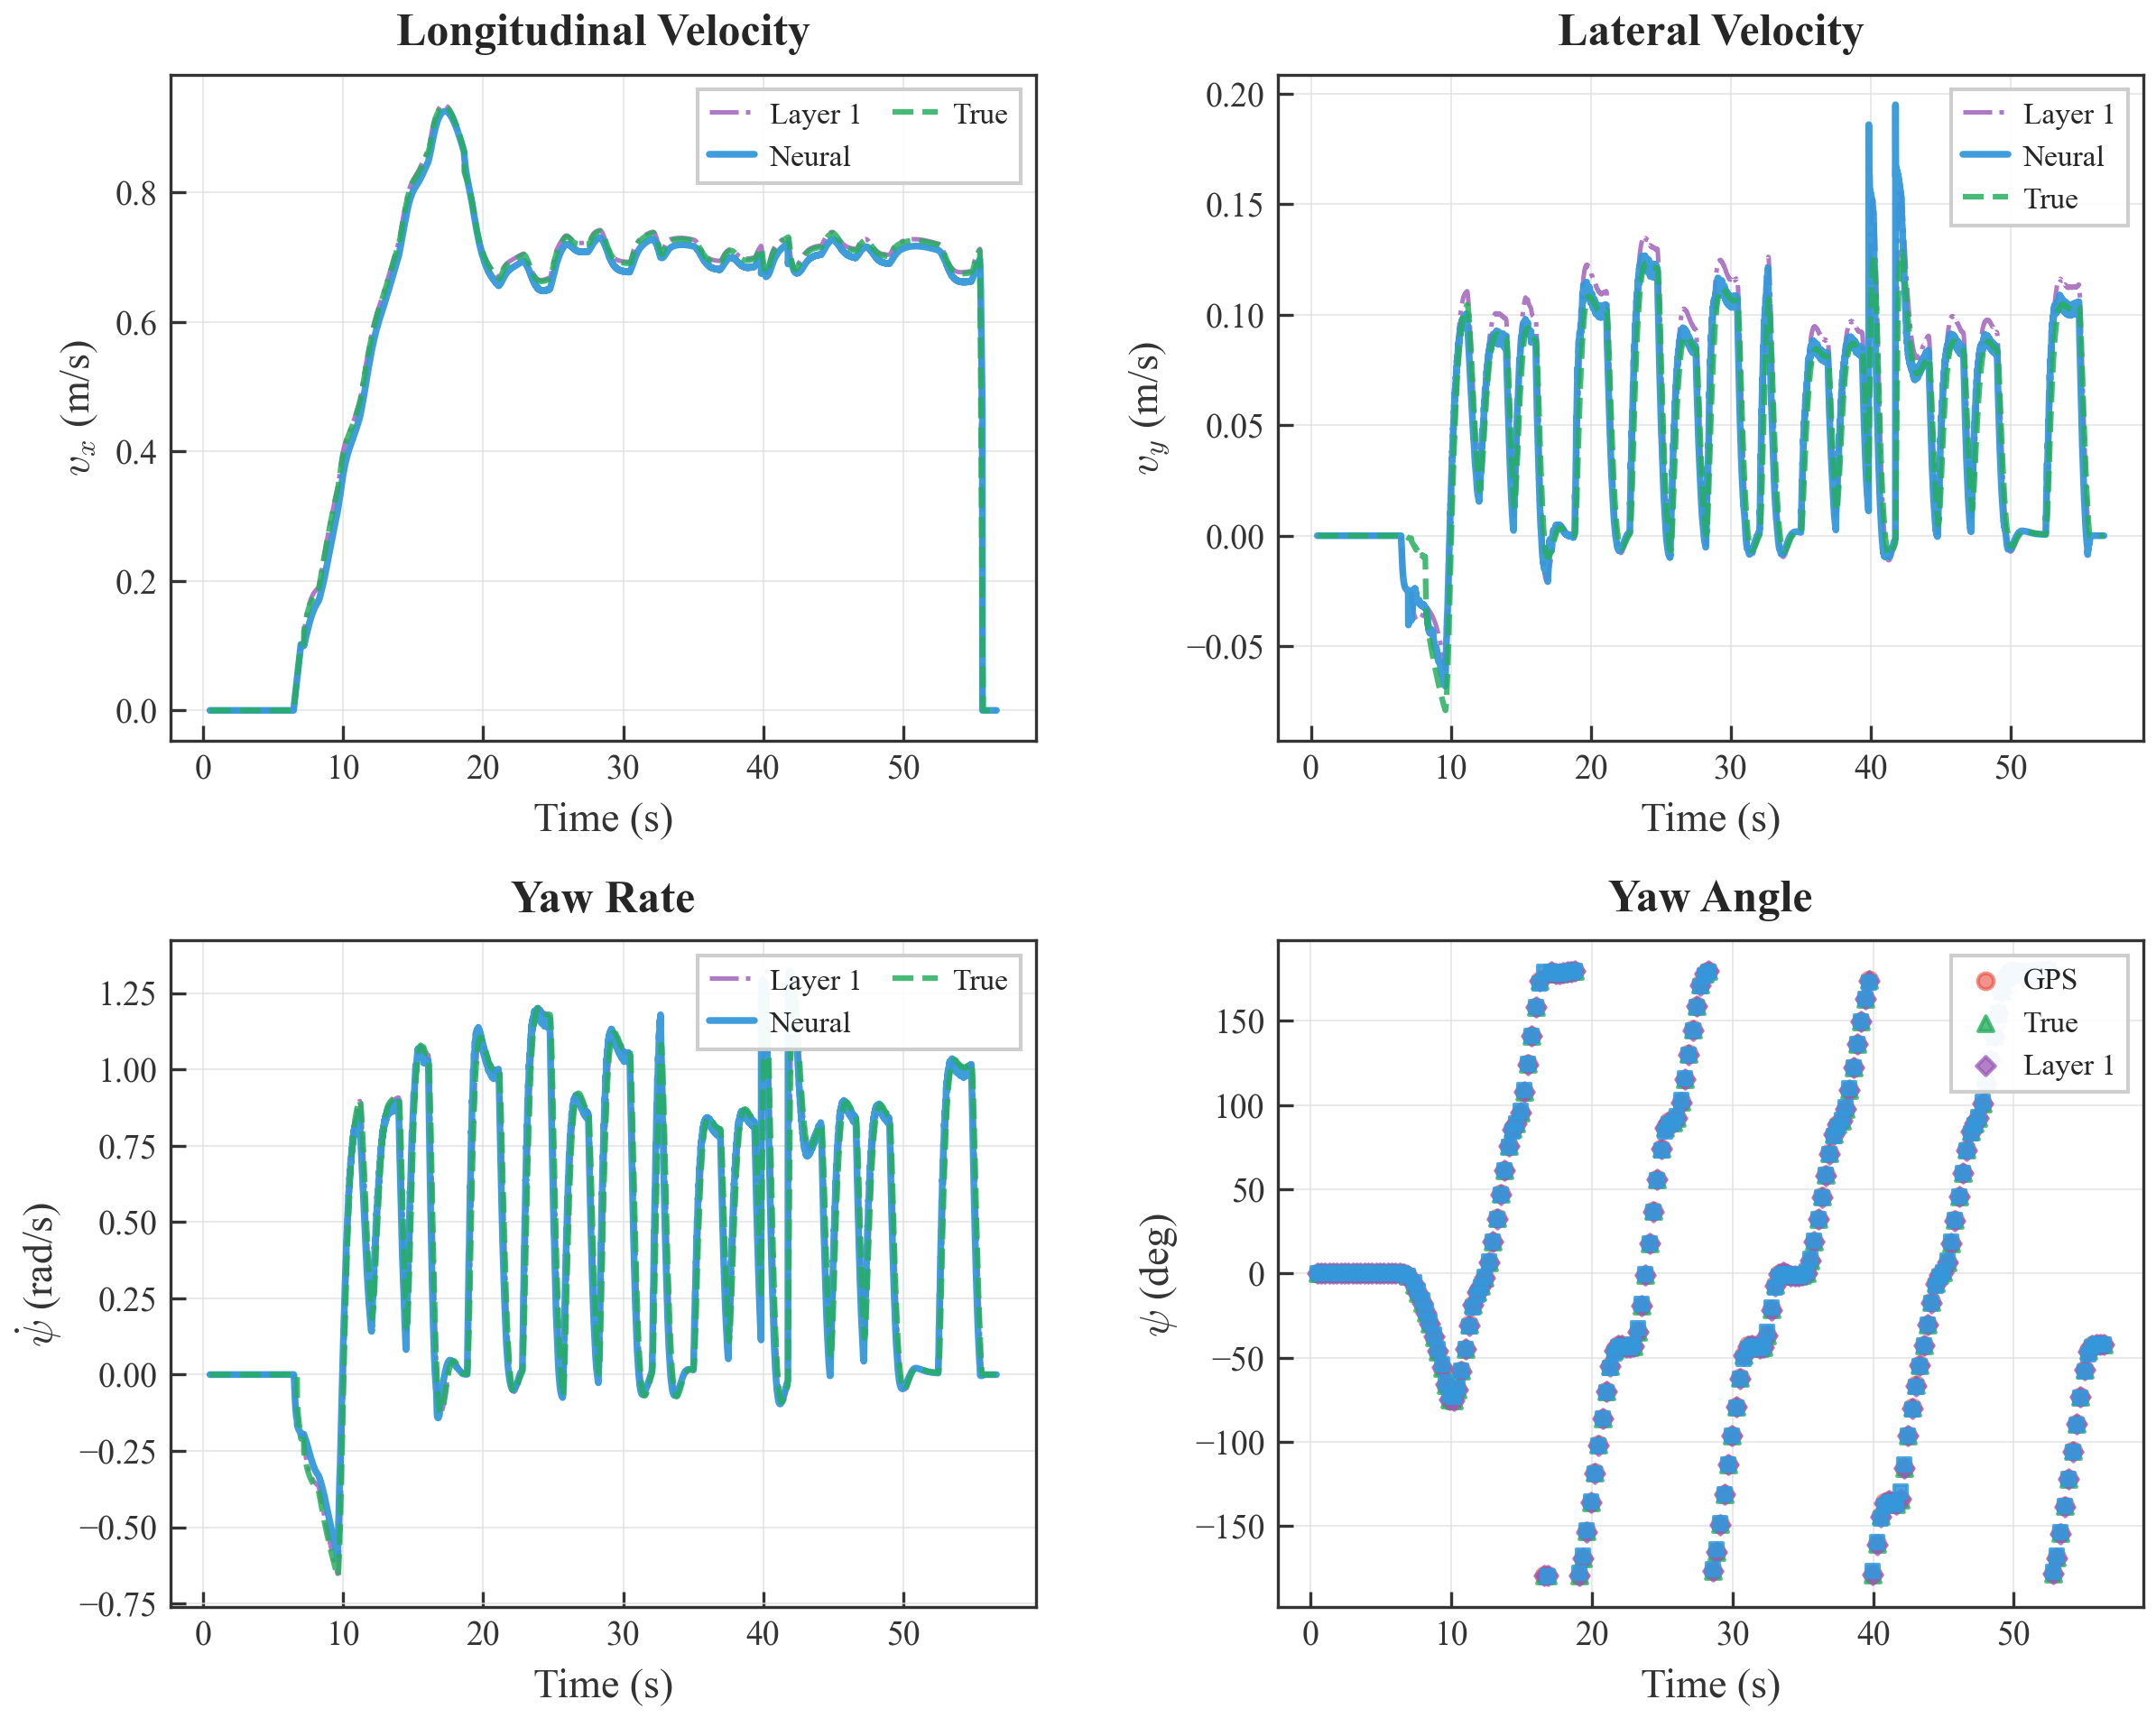 Longitudinal Velocity
Layer 1
True
Neural
0.8
0.6
0.4
0.2
0.0
v_x (m/s)
0 10 20 30 40 50
Time (s)
Lateral Velocity
Layer 1
Neural
True
0.20
0.15
0.10
0.05
0.00
−0.05
v_y (m/s)
0 10 20 30 40 50
Time (s)
Yaw Rate
Layer 1
True
Neural
1.25
1.00
0.75
0.50
0.25
0.00
−0.25
−0.50
−0.75
ψ̇ (rad/s)
0 10 20 30 40 50
Time (s)
Yaw Angle
GPS
True
Layer 1
150
100
50
0
−50
−100
−150
ψ (deg)
0 10 20 30 40 50
Time (s)